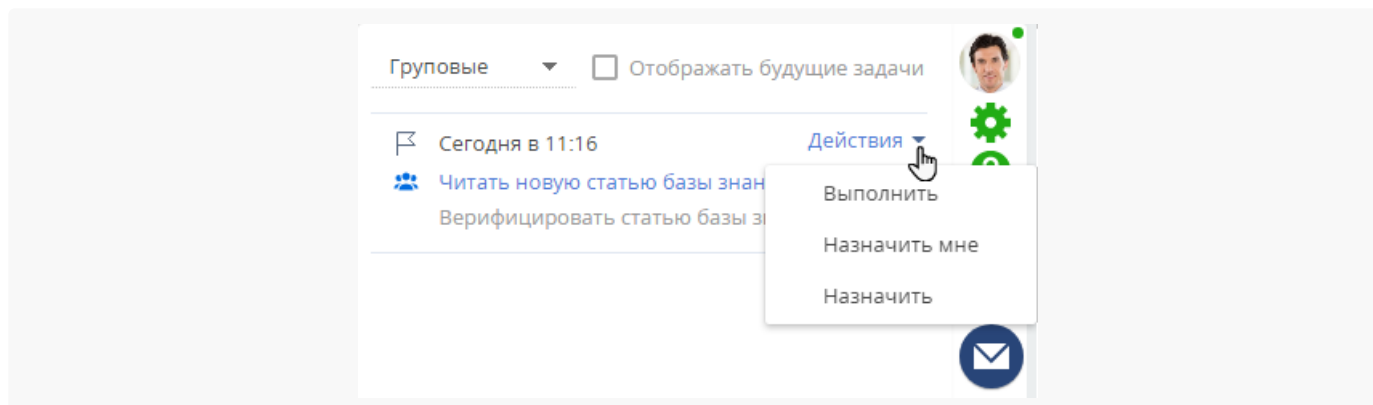 Груповые Отображать будущие задачи
Сегодня в 11:16 Действия
Читать новую статью базы знан
Верифицировать статью базы
Выполнить
Назначить мне
Назначить